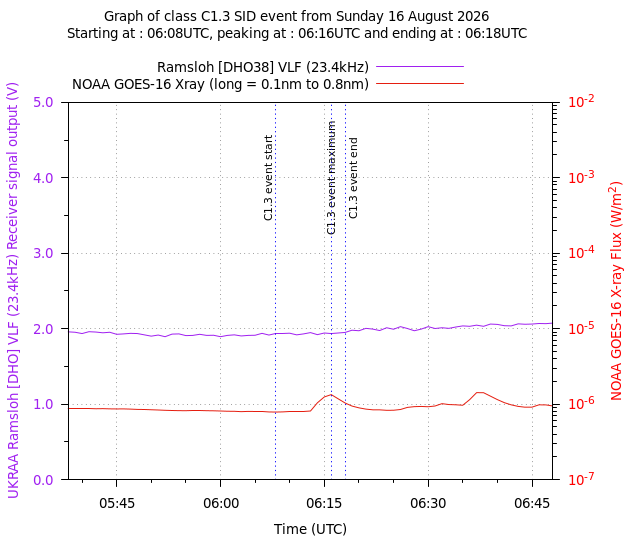 Graph of class C1.3 SID event from Sunday 16 August 2026
Starting at : 06:08UTC, peaking at : 06:16UTC and ending at : 06:18UTC
Ramsloh [DHO38] VLF (23.4kHz)
NOAA GOES-16 Xray (long = 0.1nm to 0.8nm)
UKRAA Ramsloh [DHO] VLF (23.4kHz) Receiver signal output (V)
5.0
4.0
3.0
2.0
1.0
0.0
C1.3 event start
C1.3 event maximum
C1.3 event end
10-2
10-3
10-4
10-5
10-6
10-7
NOAA GOES-16 X-ray Flux (W/m2)
05:45
06:00
06:15
06:30
06:45
Time (UTC)